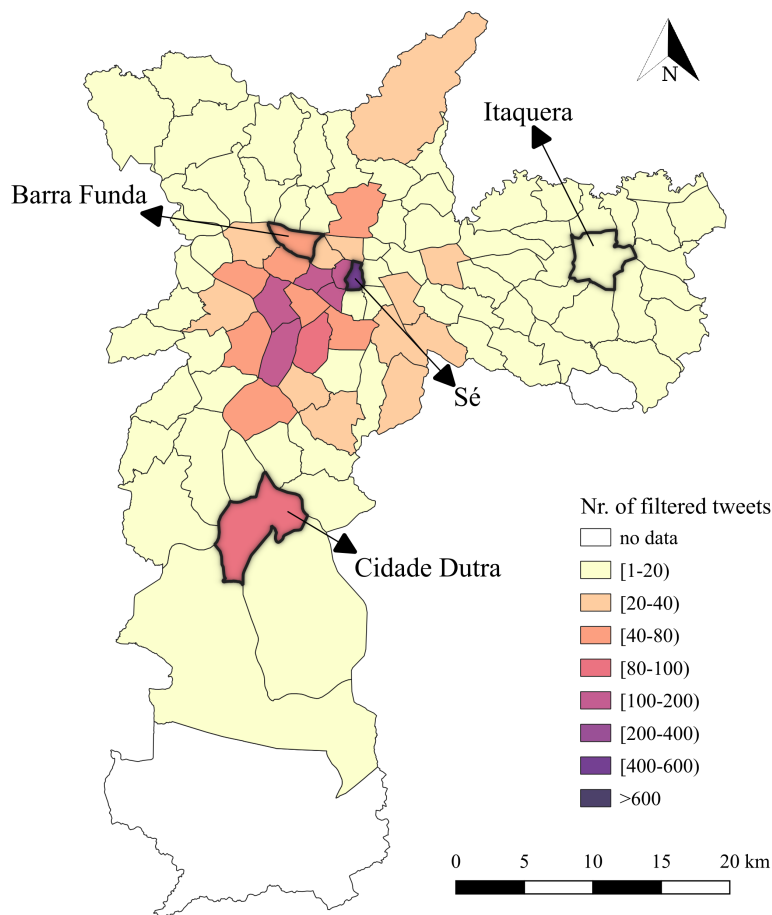 N
Itaquera
Barra Funda
Sé
Cidade Dutra
Nr. of filtered tweets
no data
[1-20)
[20-40)
[40-80)
[80-100)
[100-200)
[200-400)
[400-600)
>600
0 5 10 15 20 km